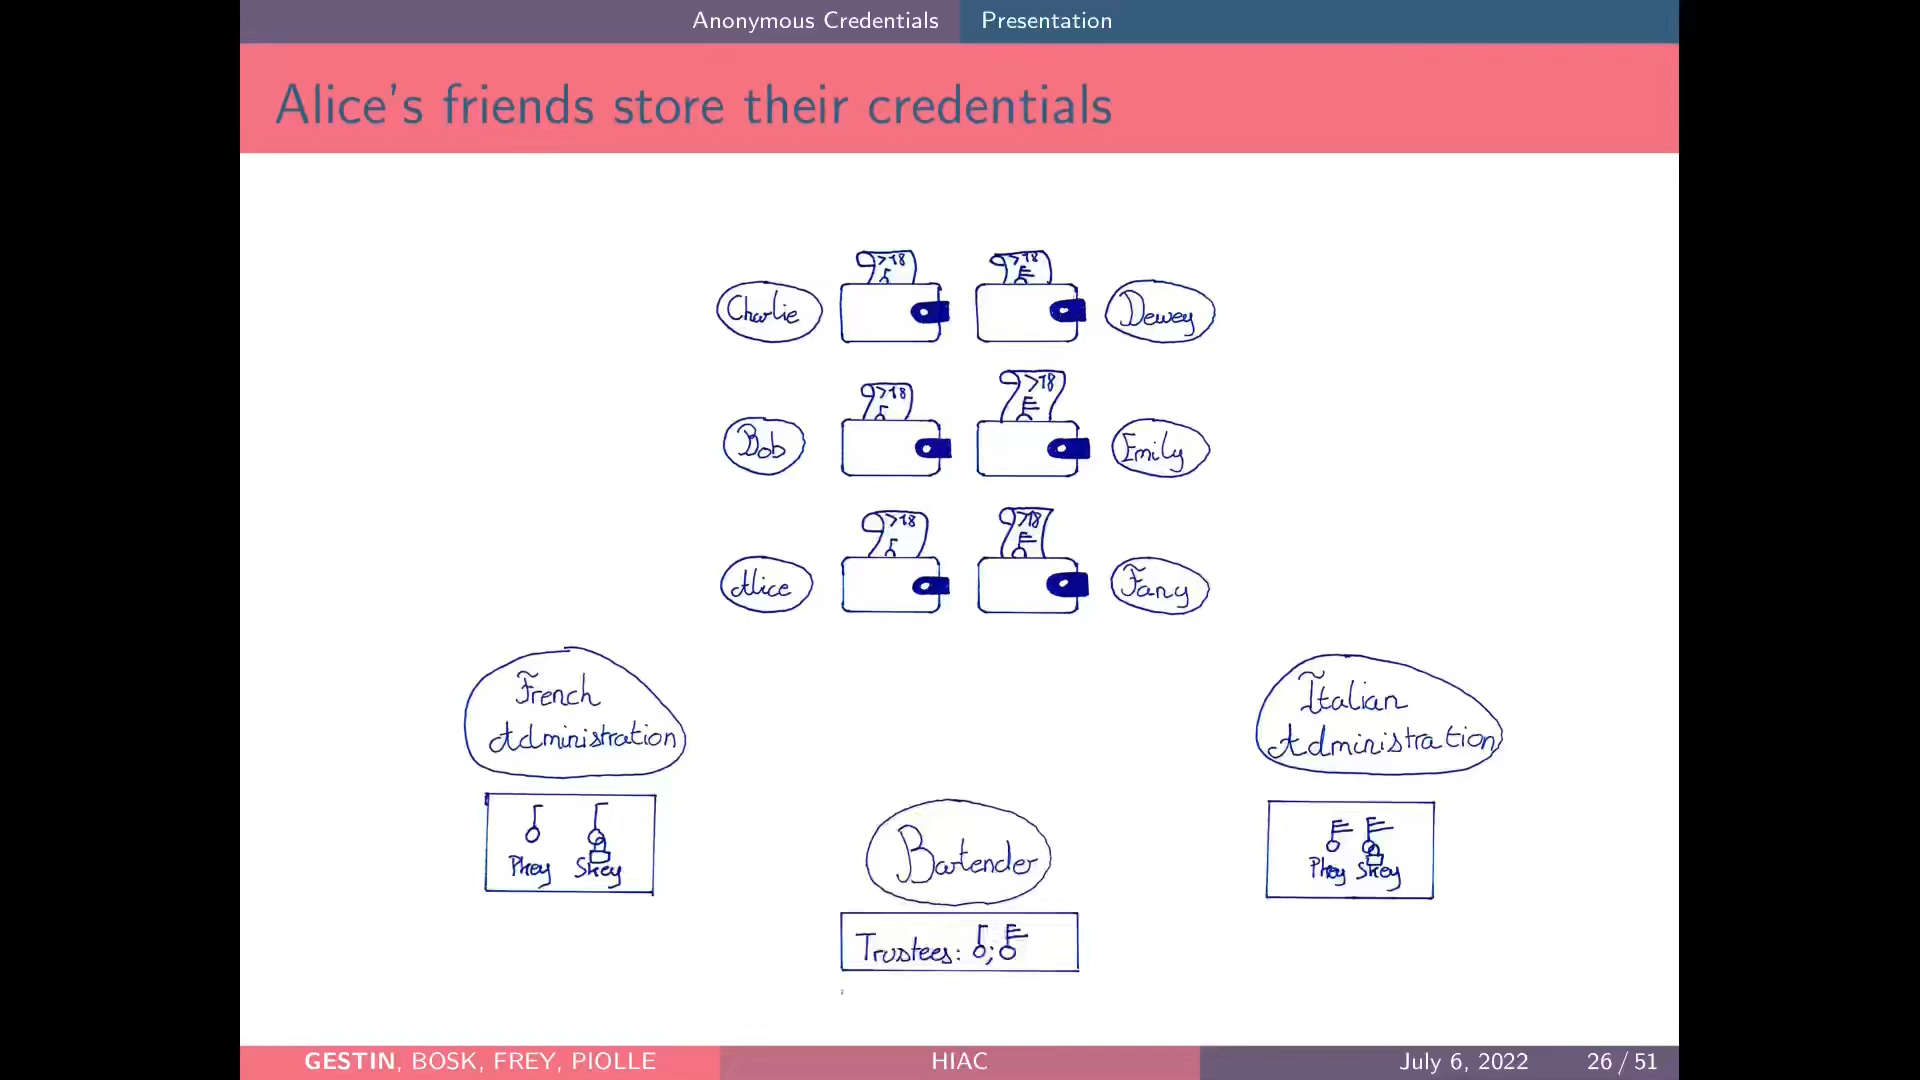 Anonymous Credentials Presentation
Alice's friends store their credentials
>18 >18
Charlie Dewey
>18 >18
Bob Emily
>18 >18
Alice Fany
French
Administration
Italian
Administration
Pkey Skey
Pkey Skey
Bartender
Trustees: ;
GESTIN, BOSK, FREY, PIOLLE HIAC July 6, 2022 26 / 51